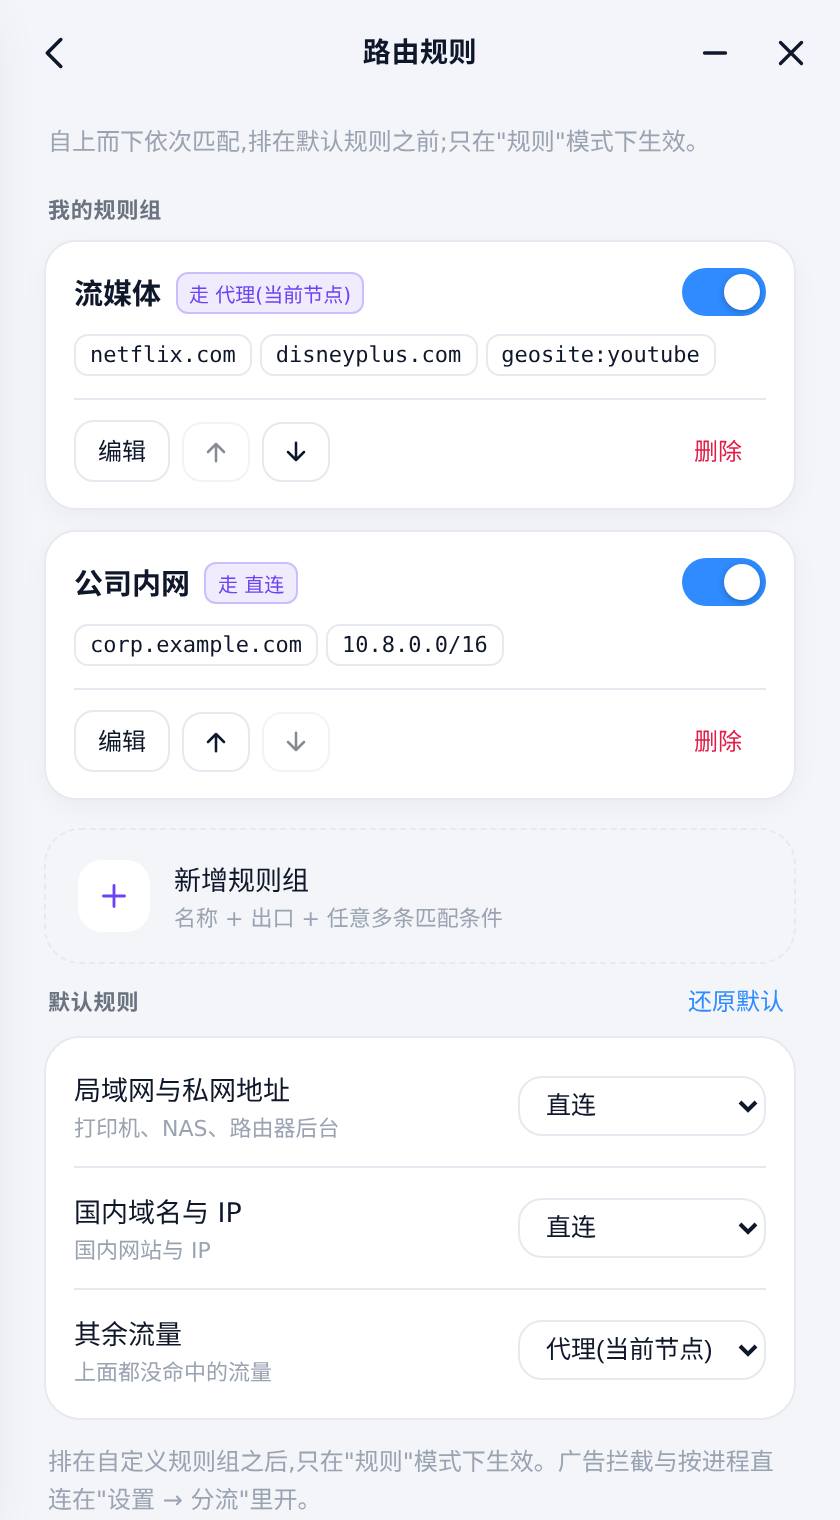 路由规则
自上而下依次匹配,排在默认规则之前;只在"规则"模式下生效。
我的规则组
流媒体 走 代理(当前节点)
netflix.com disneyplus.com geosite:youtube
编辑 ↑ ↓ 删除
公司内网 走 直连
corp.example.com 10.8.0.0/16
编辑 ↑ ↓ 删除
+ 新增规则组
名称 + 出口 + 任意多条匹配条件
默认规则 还原默认
局域网与私网地址 直连
打印机、NAS、路由器后台
国内域名与 IP 直连
国内网站与 IP
其余流量 代理(当前节点)
上面都没命中的流量
排在自定义规则组之后,只在"规则"模式下生效。广告拦截与按进程直
连在"设置 → 分流"里开。